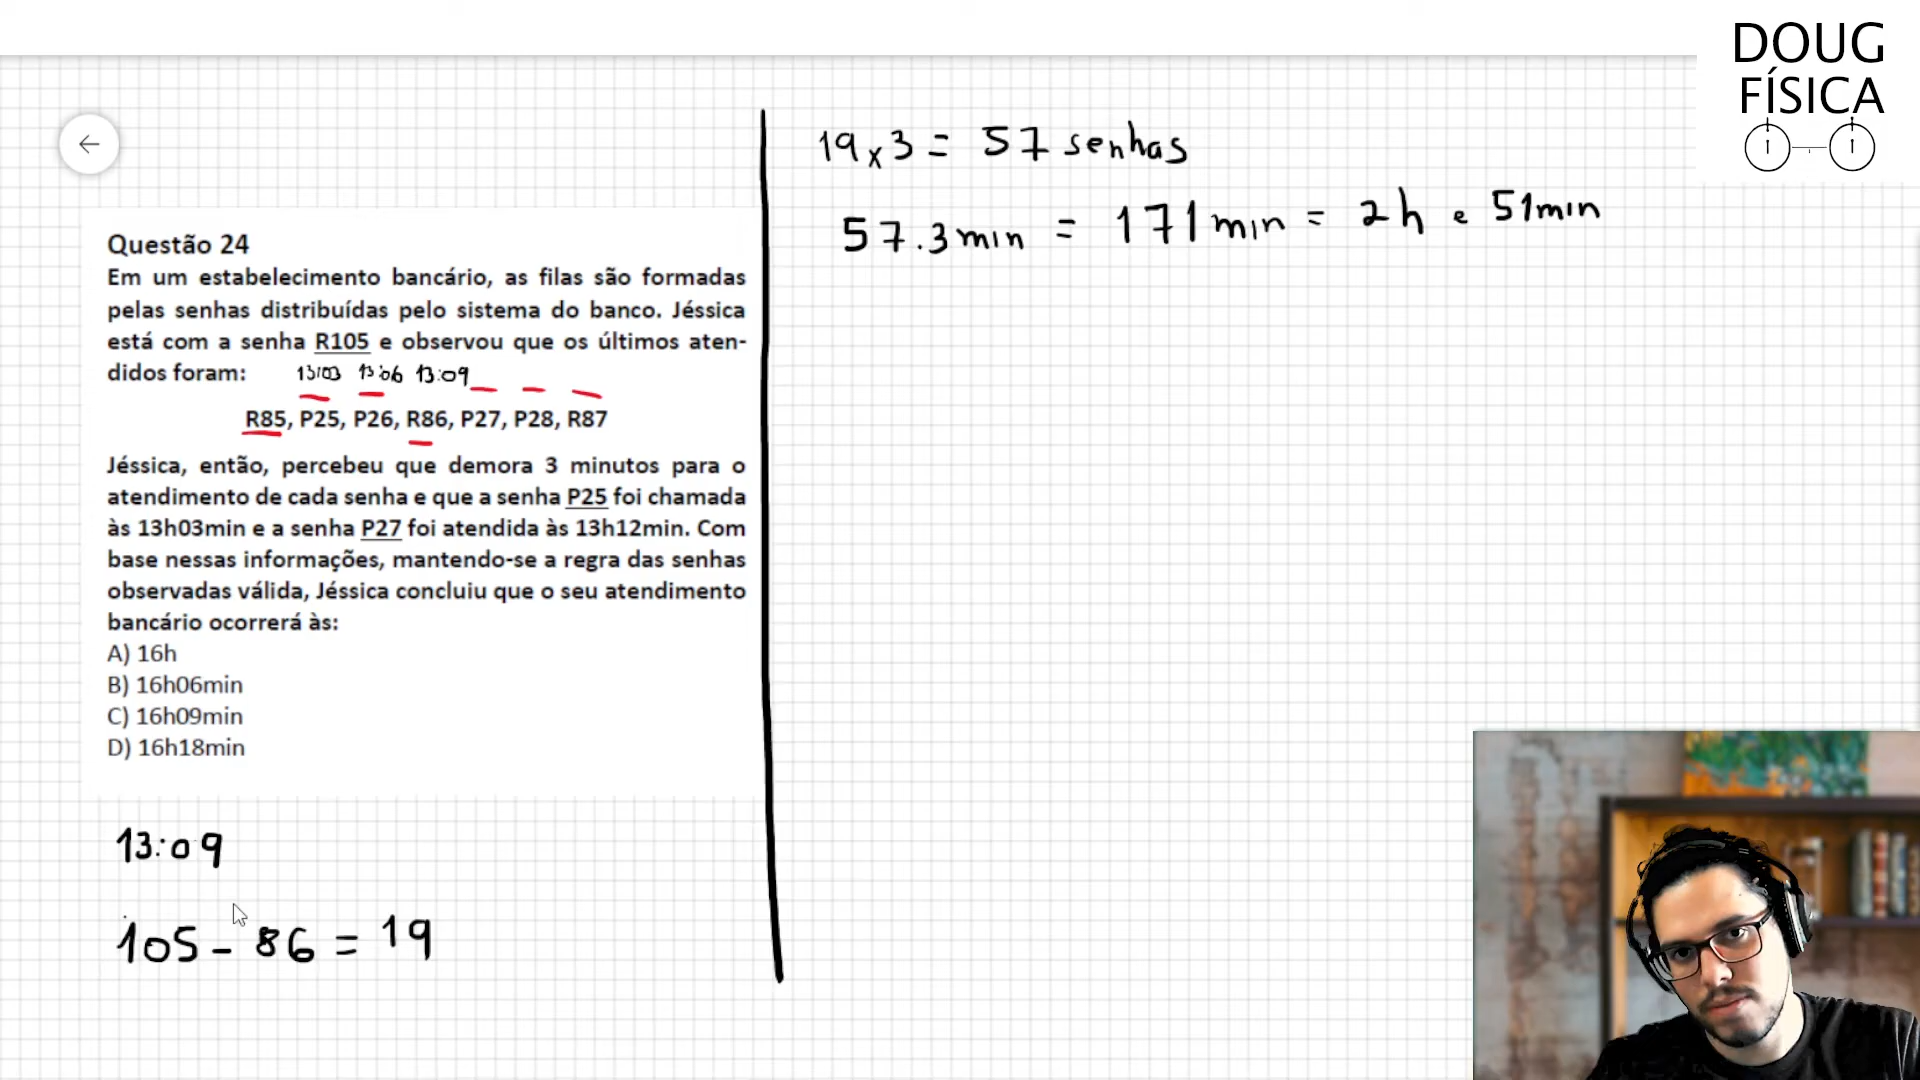 DOUG
FÍSICA
Questão 24
Em um estabelecimento bancário, as filas são formadas
pelas senhas distribuídas pelo sistema do banco. Jéssica
está com a senha R105 e observou que os últimos aten-
didos foram:
13:03 13:06 13:09
R85, P25, P26, R86, P27, P28, R87
Jéssica, então, percebeu que demora 3 minutos para o
atendimento de cada senha e que a senha P25 foi chamada
às 13h03min e a senha P27 foi atendida às 13h12min. Com
base nessas informações, mantendo-se a regra das senhas
observadas válida, Jéssica concluiu que o seu atendimento
bancário ocorrerá às:
A) 16h
B) 16h06min
C) 16h09min
D) 16h18min
13:09
105 - 86 = 19
19 x 3 = 57 senhas
57 . 3 min = 171 min = 2h e 51min